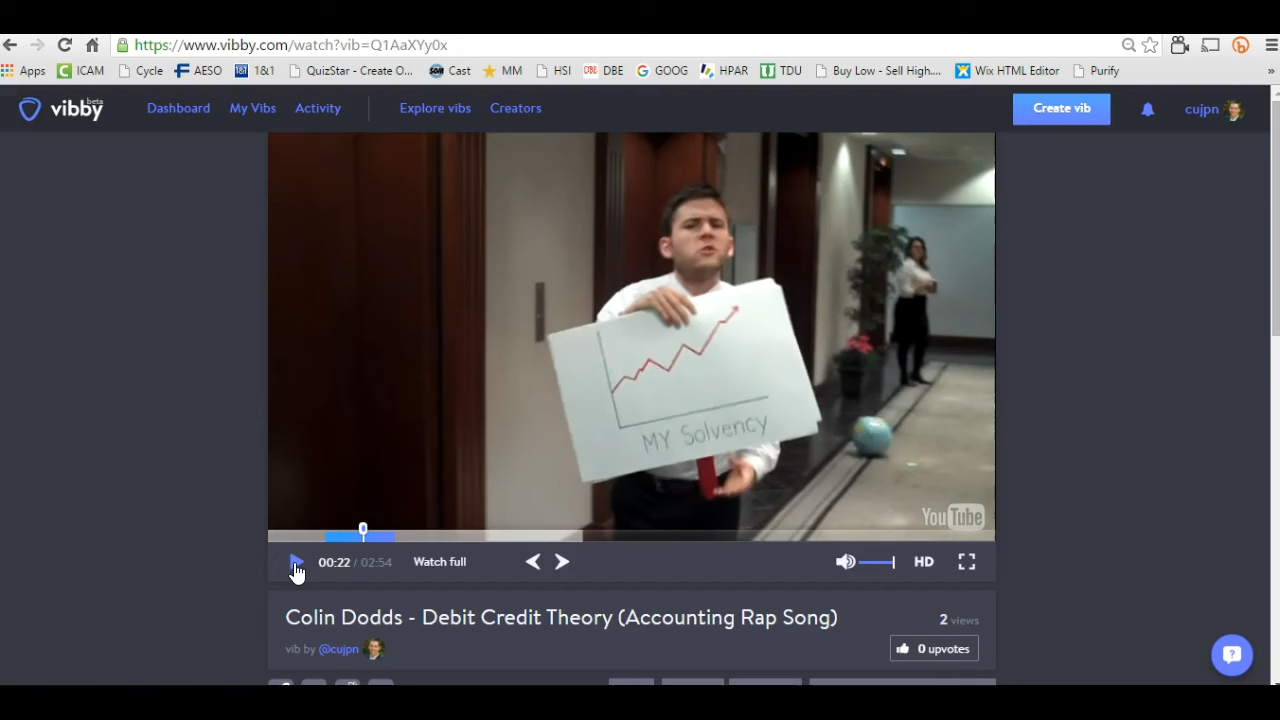 https://www.vibby.com/watch?vib=Q1AaXYy0x
Apps ICAM Cycle AESO 1&1 QuizStar - Create O... Cast MM HSI DBE GOOG HPAR TDU Buy Low - Sell High.... Wix HTML Editor Purify »
vibby beta Dashboard My Vibs Activity Explore vibs Creators Create vib cujpn
MY Solvency
YouTube
00:22 / 02:54 Watch full HD
Colin Dodds - Debit Credit Theory (Accounting Rap Song) 2 views
vib by @cujpn 0 upvotes